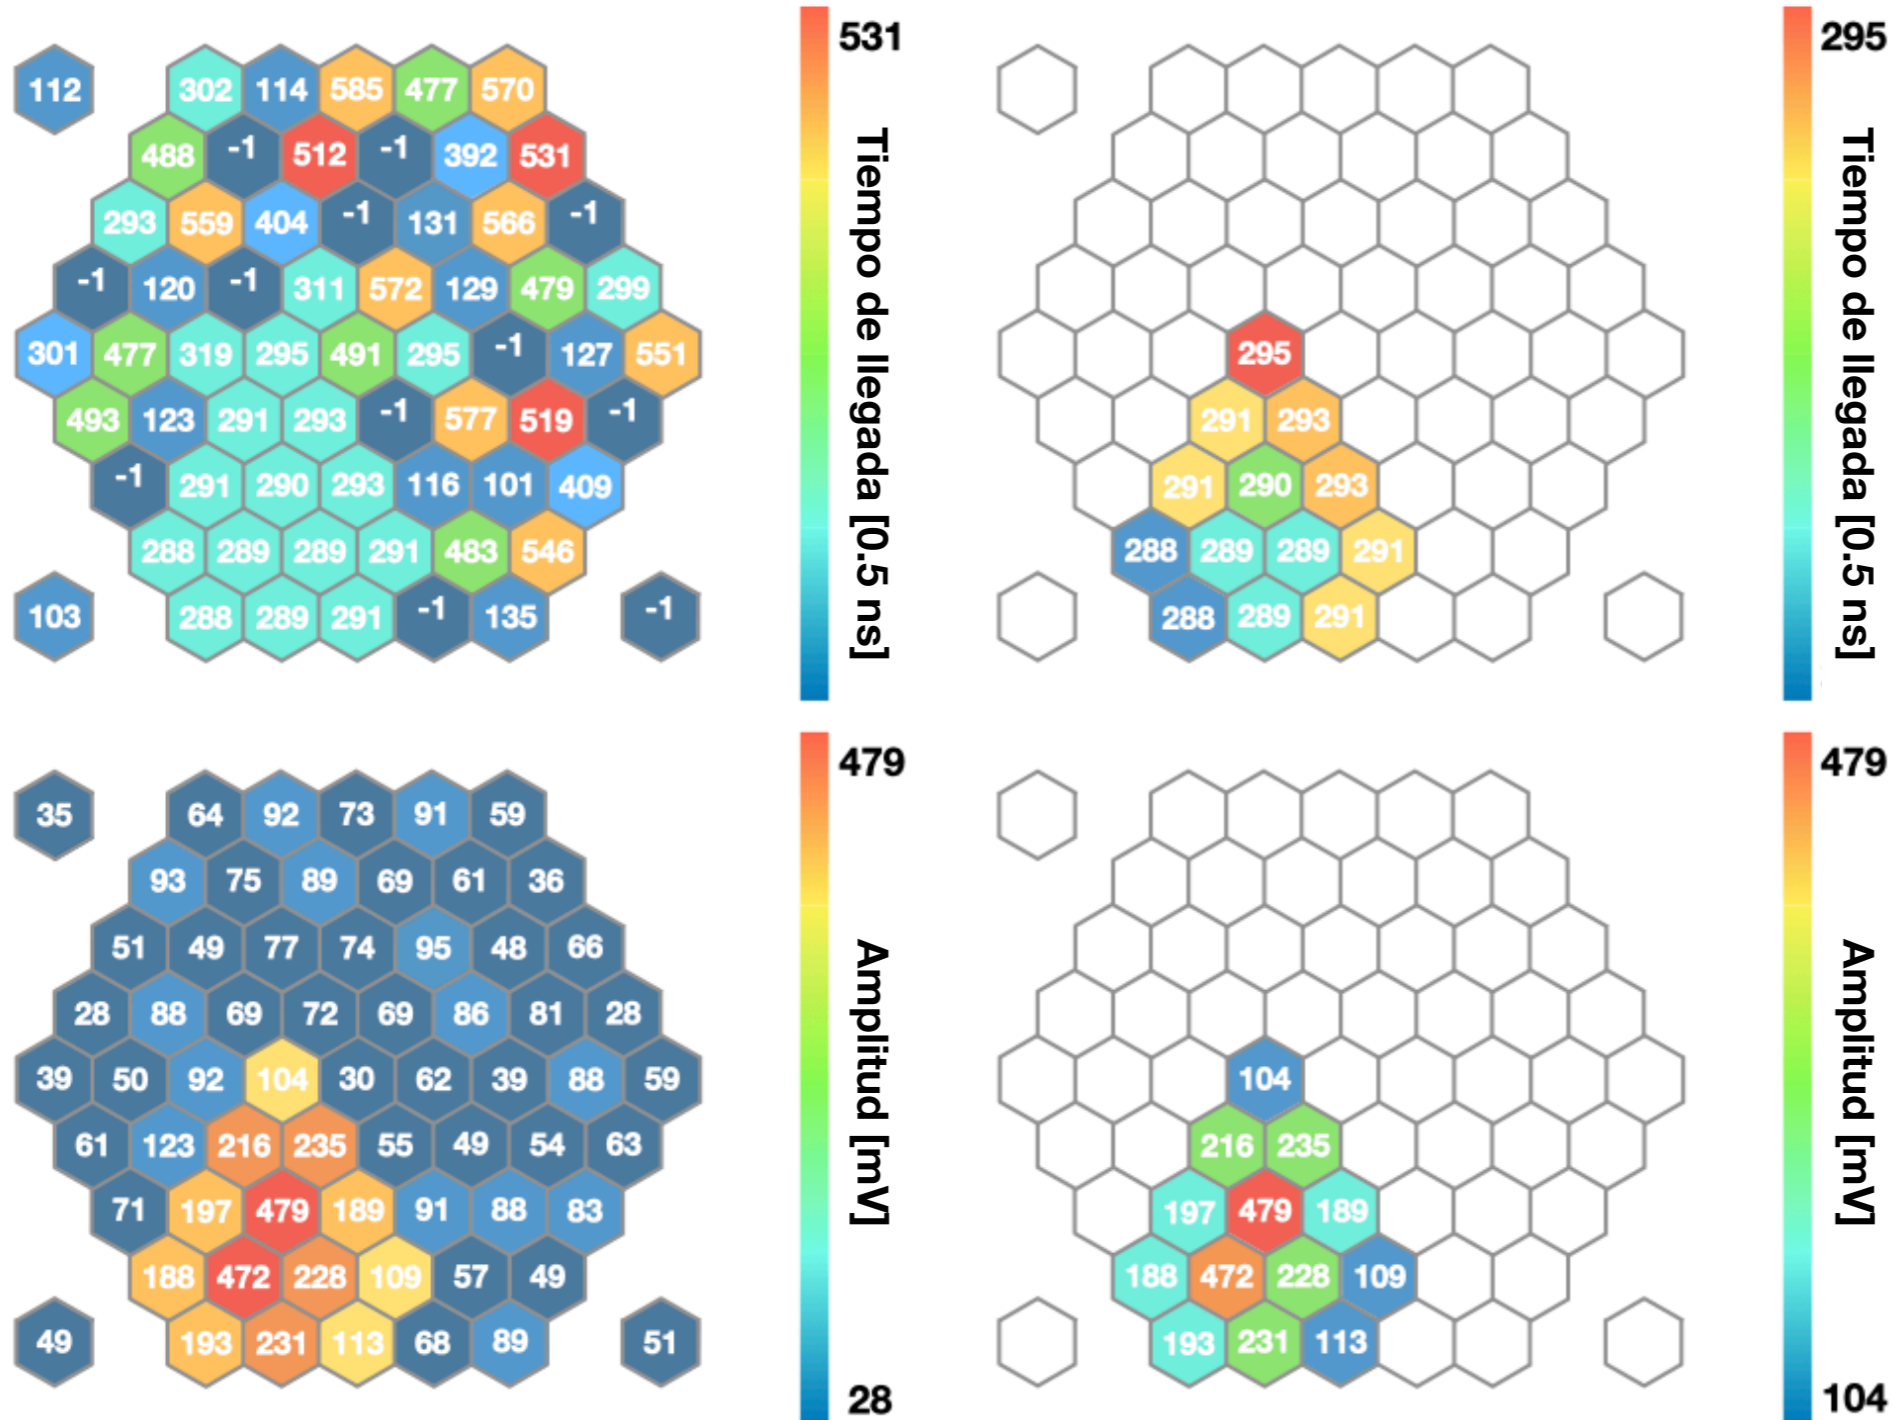 531
112 302 114 585 477 570
488 -1 512 -1 392 531
293 559 404 -1 131 566 -1
-1 120 -1 311 572 129 479 299
301 477 319 295 491 295 -1 127 551
493 123 291 293 -1 577 519 -1
-1 291 290 293 116 101 409
288 289 289 291 483 546
103 288 289 291 -1 135 -1
Tiempo de llegada [0.5 ns]
295
295
291 293
291 290 293
288 289 289 291
288 289 291
Tiempo de llegada [0.5 ns]
479
35 64 92 73 91 59
93 75 89 69 61 36
51 49 77 74 95 48 66
28 88 69 72 69 86 81 28
39 50 92 104 30 62 39 88 59
61 123 216 235 55 49 54 63
71 197 479 189 91 88 83
188 472 228 109 57 49
49 193 231 113 68 89 51
28
Amplitud [mV]
479
104
216 235
197 479 189
188 472 228 109
193 231 113
104
Amplitud [mV]